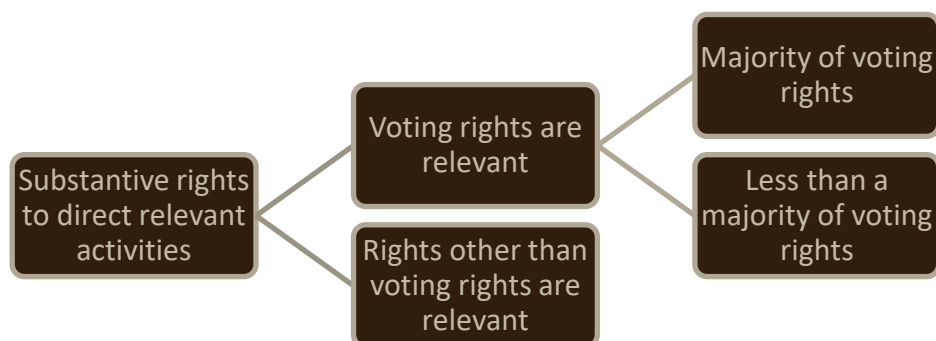 Substantive rights
to direct relevant
activities
Voting rights are
relevant
Rights other than
voting rights are
relevant
Majority of voting
rights
Less than a
majority of voting
rights